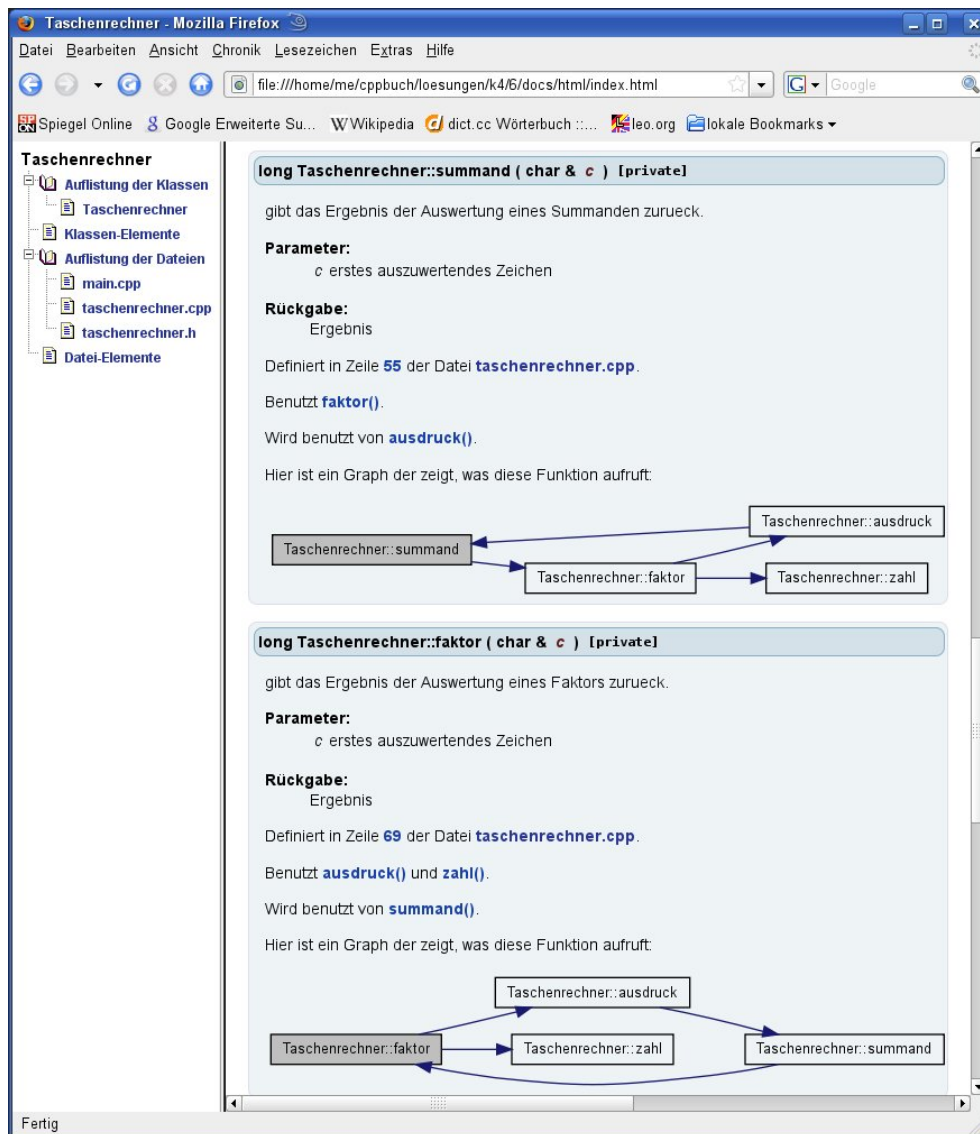 Taschenrechner - Mozilla Firefox
Datei Bearbeiten Ansicht Chronik Lesezeichen Extras Hilfe
file:///home/me/cppbuch/loesungen/k4/6/docs/html/index.html
G Google
SPON Spiegel Online g Google Erweiterte Su... W Wikipedia d dict.cc Wörterbuch ::... leo.org lokale Bookmarks
Taschenrechner
Auflistung der Klassen
Taschenrechner
Klassen-Elemente
Auflistung der Dateien
main.cpp
taschenrechner.cpp
taschenrechner.h
Datei-Elemente
long Taschenrechner::summand ( char & c ) [private]
gibt das Ergebnis der Auswertung eines Summanden zurueck.
Parameter:
c erstes auszuwertendes Zeichen
Rückgabe:
Ergebnis
Definiert in Zeile 55 der Datei taschenrechner.cpp.
Benutzt faktor().
Wird benutzt von ausdruck().
Hier ist ein Graph der zeigt, was diese Funktion aufruft:
Taschenrechner::ausdruck
Taschenrechner::summand
Taschenrechner::faktor
Taschenrechner::zahl
long Taschenrechner::faktor ( char & c ) [private]
gibt das Ergebnis der Auswertung eines Faktors zurueck.
Parameter:
c erstes auszuwertendes Zeichen
Rückgabe:
Ergebnis
Definiert in Zeile 69 der Datei taschenrechner.cpp.
Benutzt ausdruck() und zahl().
Wird benutzt von summand().
Hier ist ein Graph der zeigt, was diese Funktion aufruft:
Taschenrechner::ausdruck
Taschenrechner::faktor
Taschenrechner::zahl
Taschenrechner::summand
Fertig